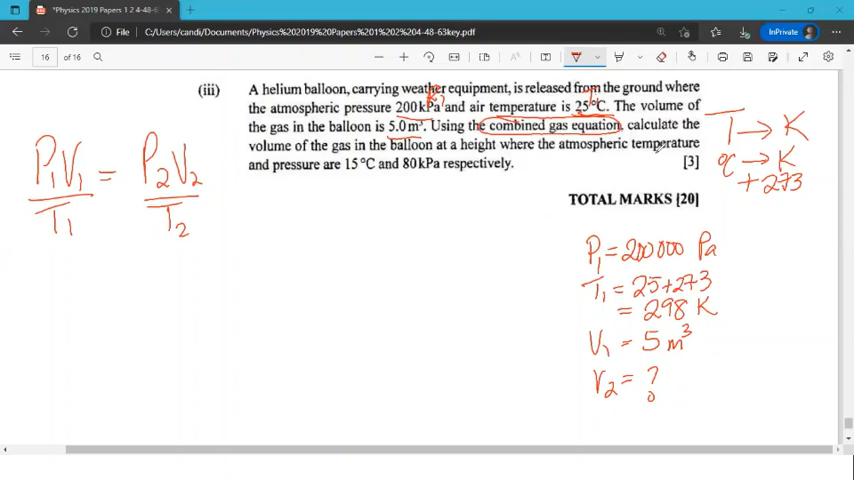 *Physics 2019 Papers 1 2 4-48-63
File
C:/Users/candi/Documents/Physics%202019%20Papers%201%202%204-48-63key.pdf
InPrivate
16 of 16
(iii) A helium balloon, carrying weather equipment, is released from the ground where
the atmospheric pressure 200 kPa and air temperature is 25°C. The volume of
the gas in the balloon is 5.0 m³. Using the combined gas equation, calculate the
volume of the gas in the balloon at a height where the atmospheric temperature
and pressure are 15 °C and 80 kPa respectively. [3]
TOTAL MARKS [20]
P₁V₁/T₁ = P₂V₂/T₂
T → K
°C → K
+273
P₁ = 200000 Pa
T₁ = 25+273
= 298 K
V₁ = 5 m³
V₂ = ?